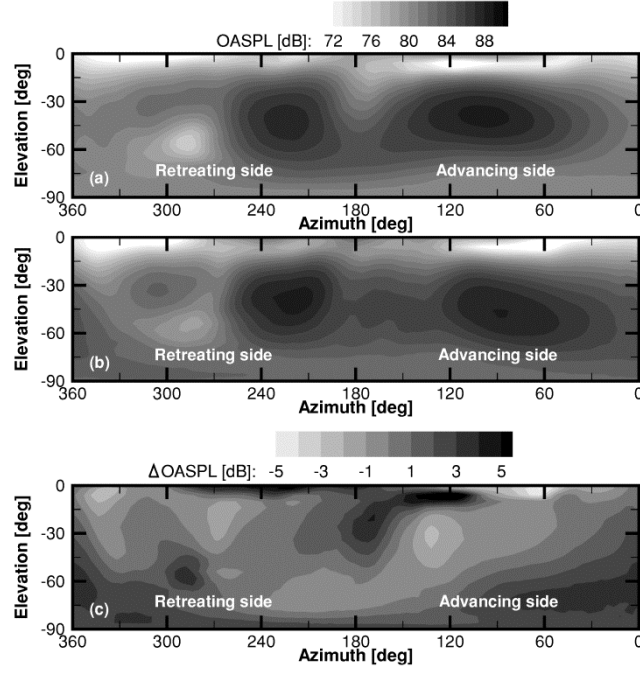 OASPL [dB]: 72 76 80 84 88
0
-30
-60
-90
Elevation [deg]
(a)
Retreating side
Advancing side
360 300 240 180 120 60 0
Azimuth [deg]
0
-30
-60
-90
Elevation [deg]
(b)
Retreating side
Advancing side
360 300 240 180 120 60 0
Azimuth [deg]
Δ OASPL [dB]: -5 -3 -1 1 3 5
0
-30
-60
-90
Elevation [deg]
(c)
Retreating side
Advancing side
360 300 240 180 120 60 0
Azimuth [deg]